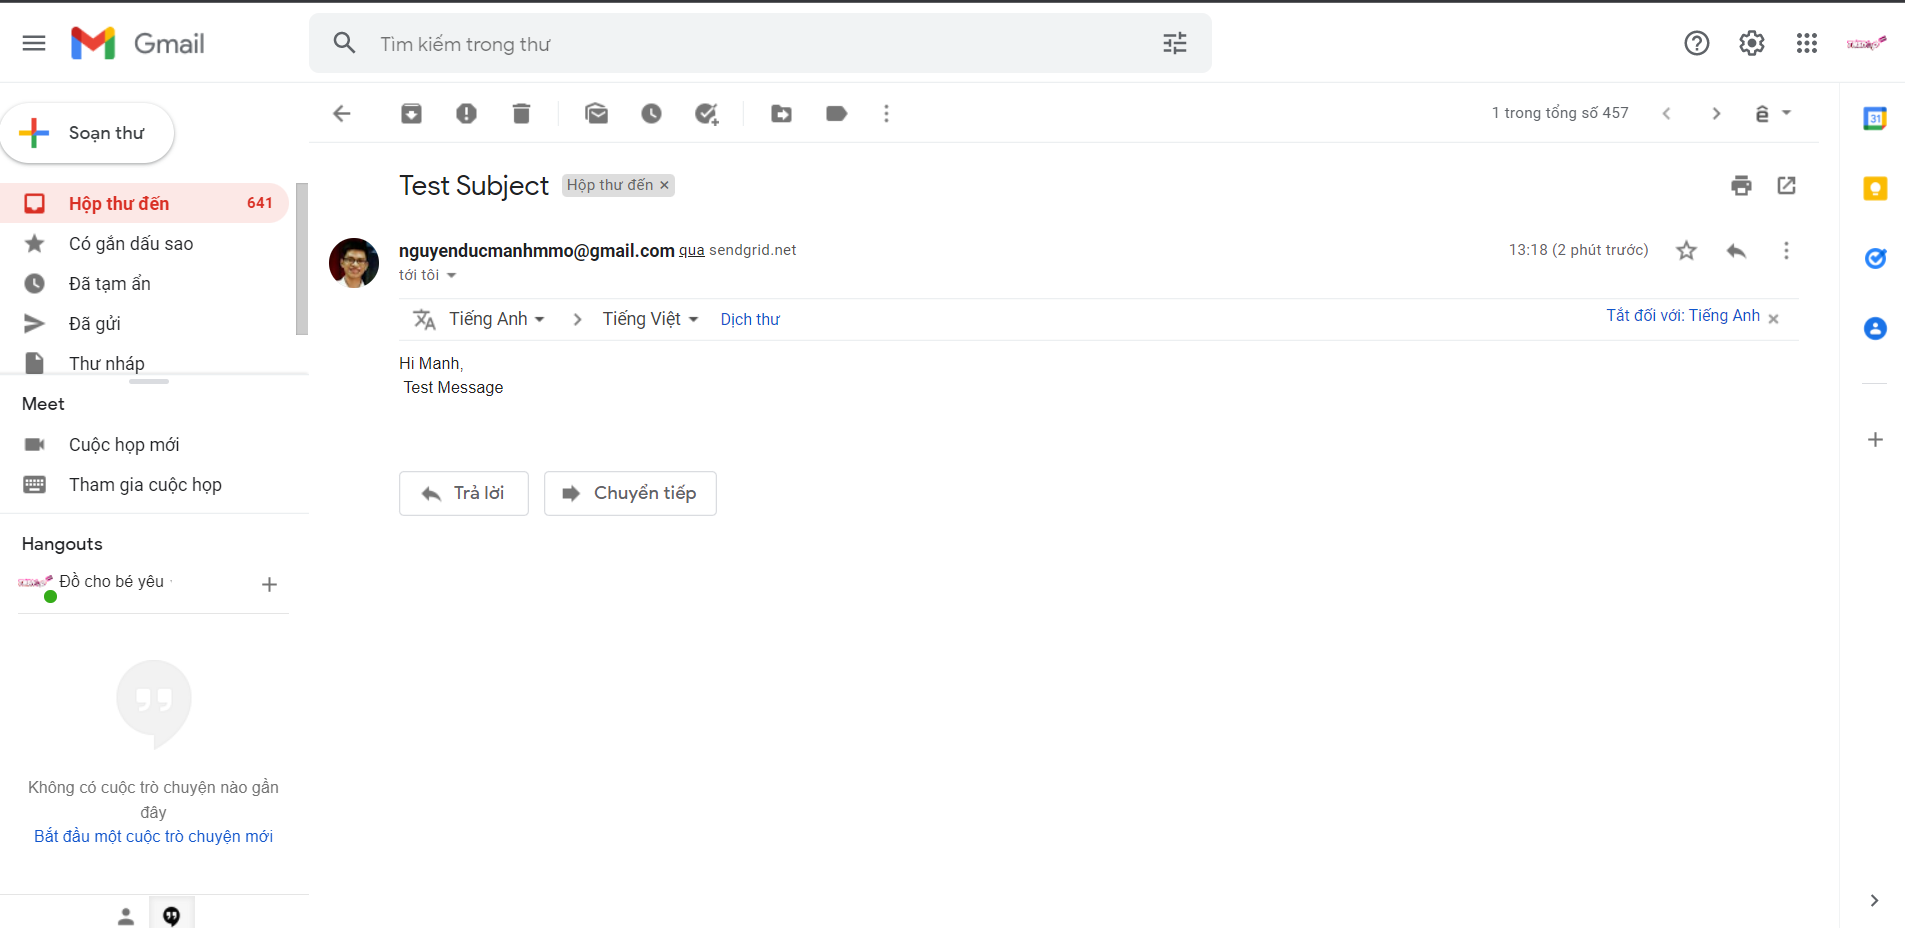 Gmail
Tìm kiếm trong thư
Soạn thư
1 trong tổng số 457
Hộp thư đến 641
Có gắn dấu sao
Đã tạm ẩn
Đã gửi
Thư nháp
Meet
Cuộc họp mới
Tham gia cuộc họp
Hangouts
Đồ cho bé yêu
Không có cuộc trò chuyện nào gần
đây
Bắt đầu một cuộc trò chuyện mới
Test Subject Hộp thư đến ×
nguyenducmanhmmo@gmail.com qua sendgrid.net 13:18 (2 phút trước)
tới tôi
Tiếng Anh > Tiếng Việt Dịch thư Tắt đối với: Tiếng Anh ×
Hi Manh,
Test Message
Trả lời Chuyển tiếp
31